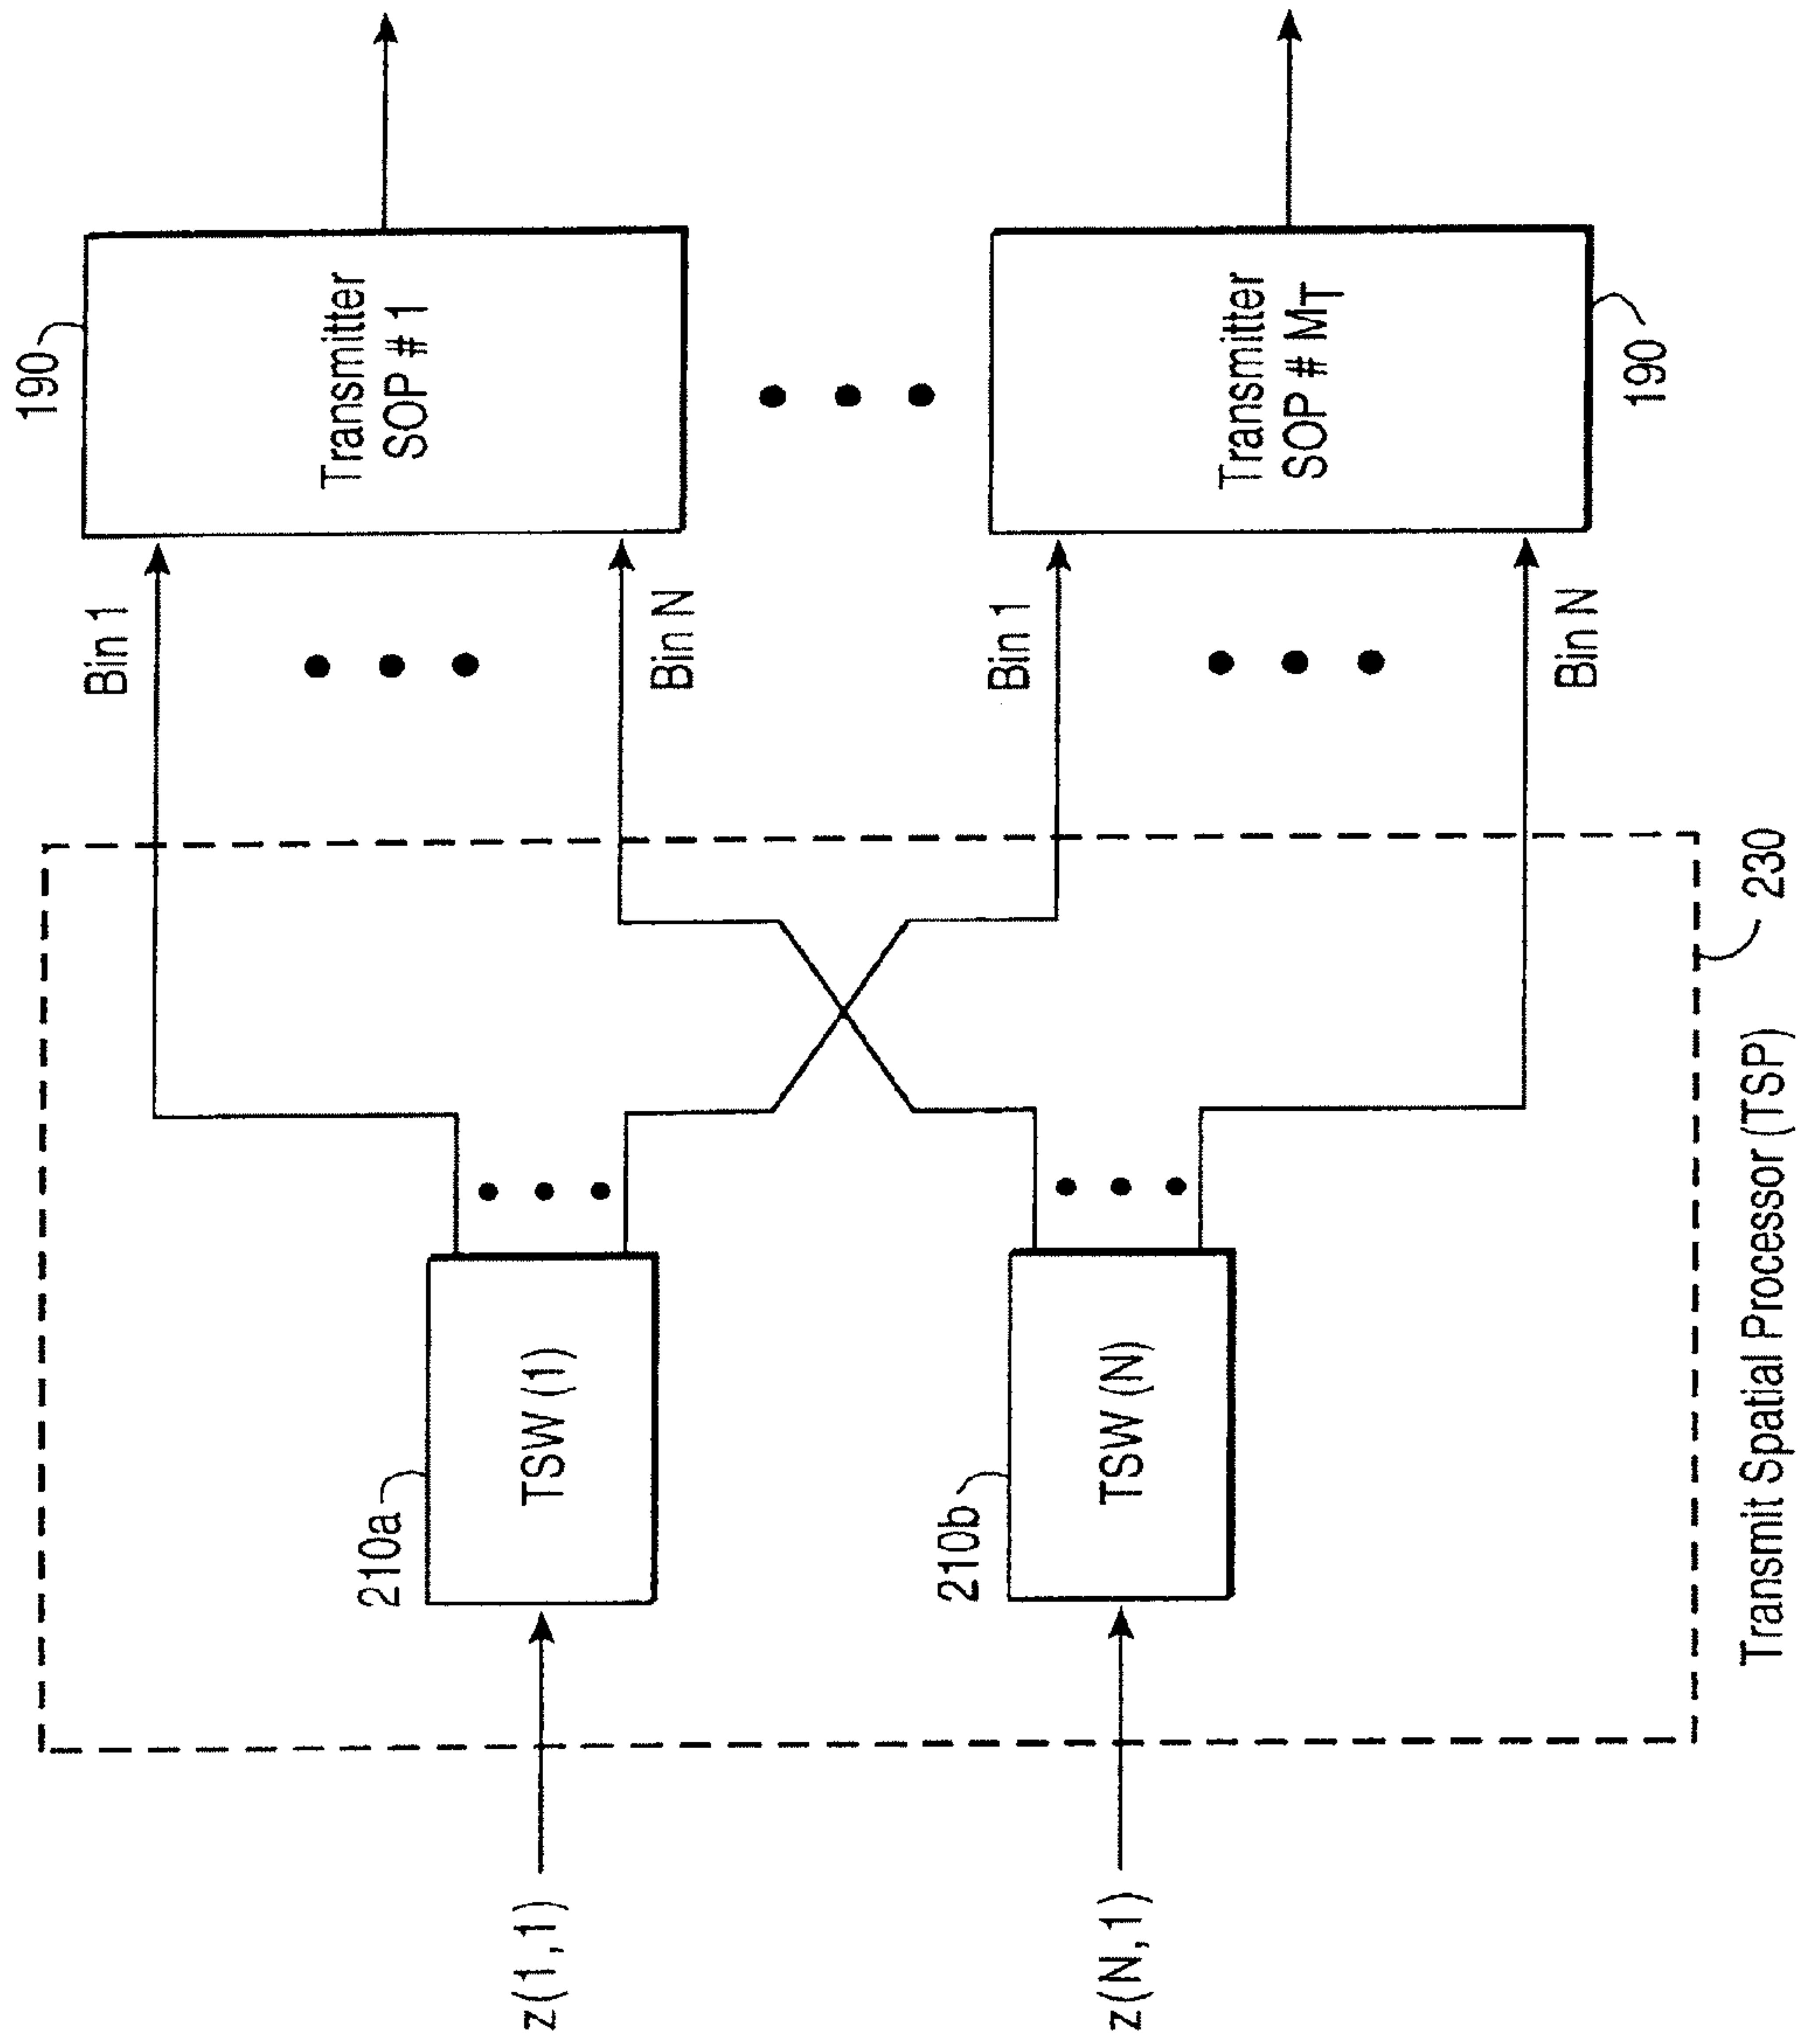 z(1,1)
210a
TSW (1)
z(N,1)
210b
TSW (N)
Transmit Spatial Processor (TSP)
230
Bin 1
Bin N
Bin 1
Bin N
190
Transmitter
SOP # 1
Transmitter
SOP # MT
190